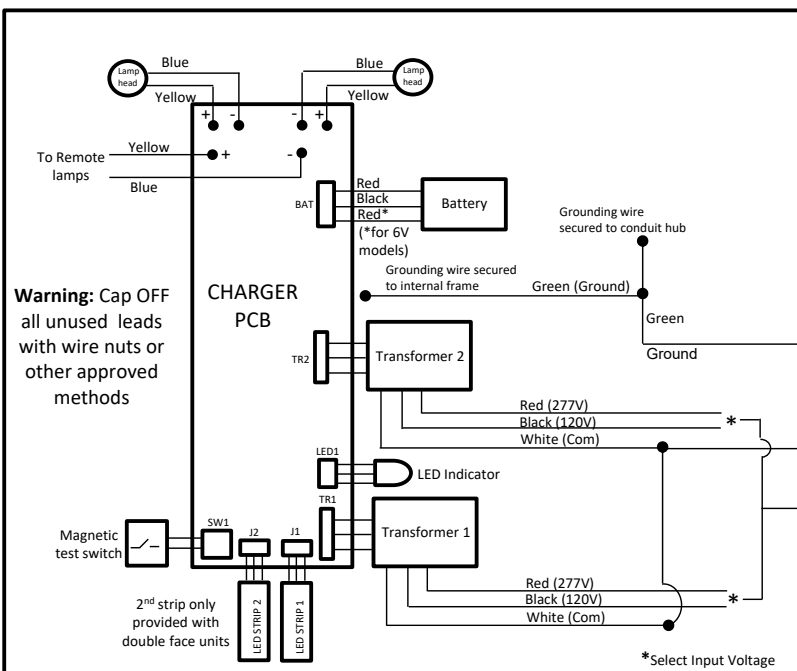 Lamp
head
Blue
Yellow
Blue
Yellow
Lamp
head
+
-
-
+
To Remote
lamps
Yellow
+
-
Blue
BAT
Red
Black
Red*
(*for 6V
models)
Battery
Grounding wire
secured to conduit hub
Grounding wire secured
to internal frame
Green (Ground)
Green
Ground
Warning: Cap OFF
all unused leads
with wire nuts or
other approved
methods
CHARGER
PCB
TR2
Transformer 2
Red (277V)
Black (120V)
White (Com)
*
LED1
LED Indicator
TR1
Transformer 1
Magnetic
test switch
SW1
J2
J1
LED STRIP 2
LED STRIP 1
2nd strip only
provided with
double face units
Red (277V)
Black (120V)
White (Com)
*
*Select Input Voltage